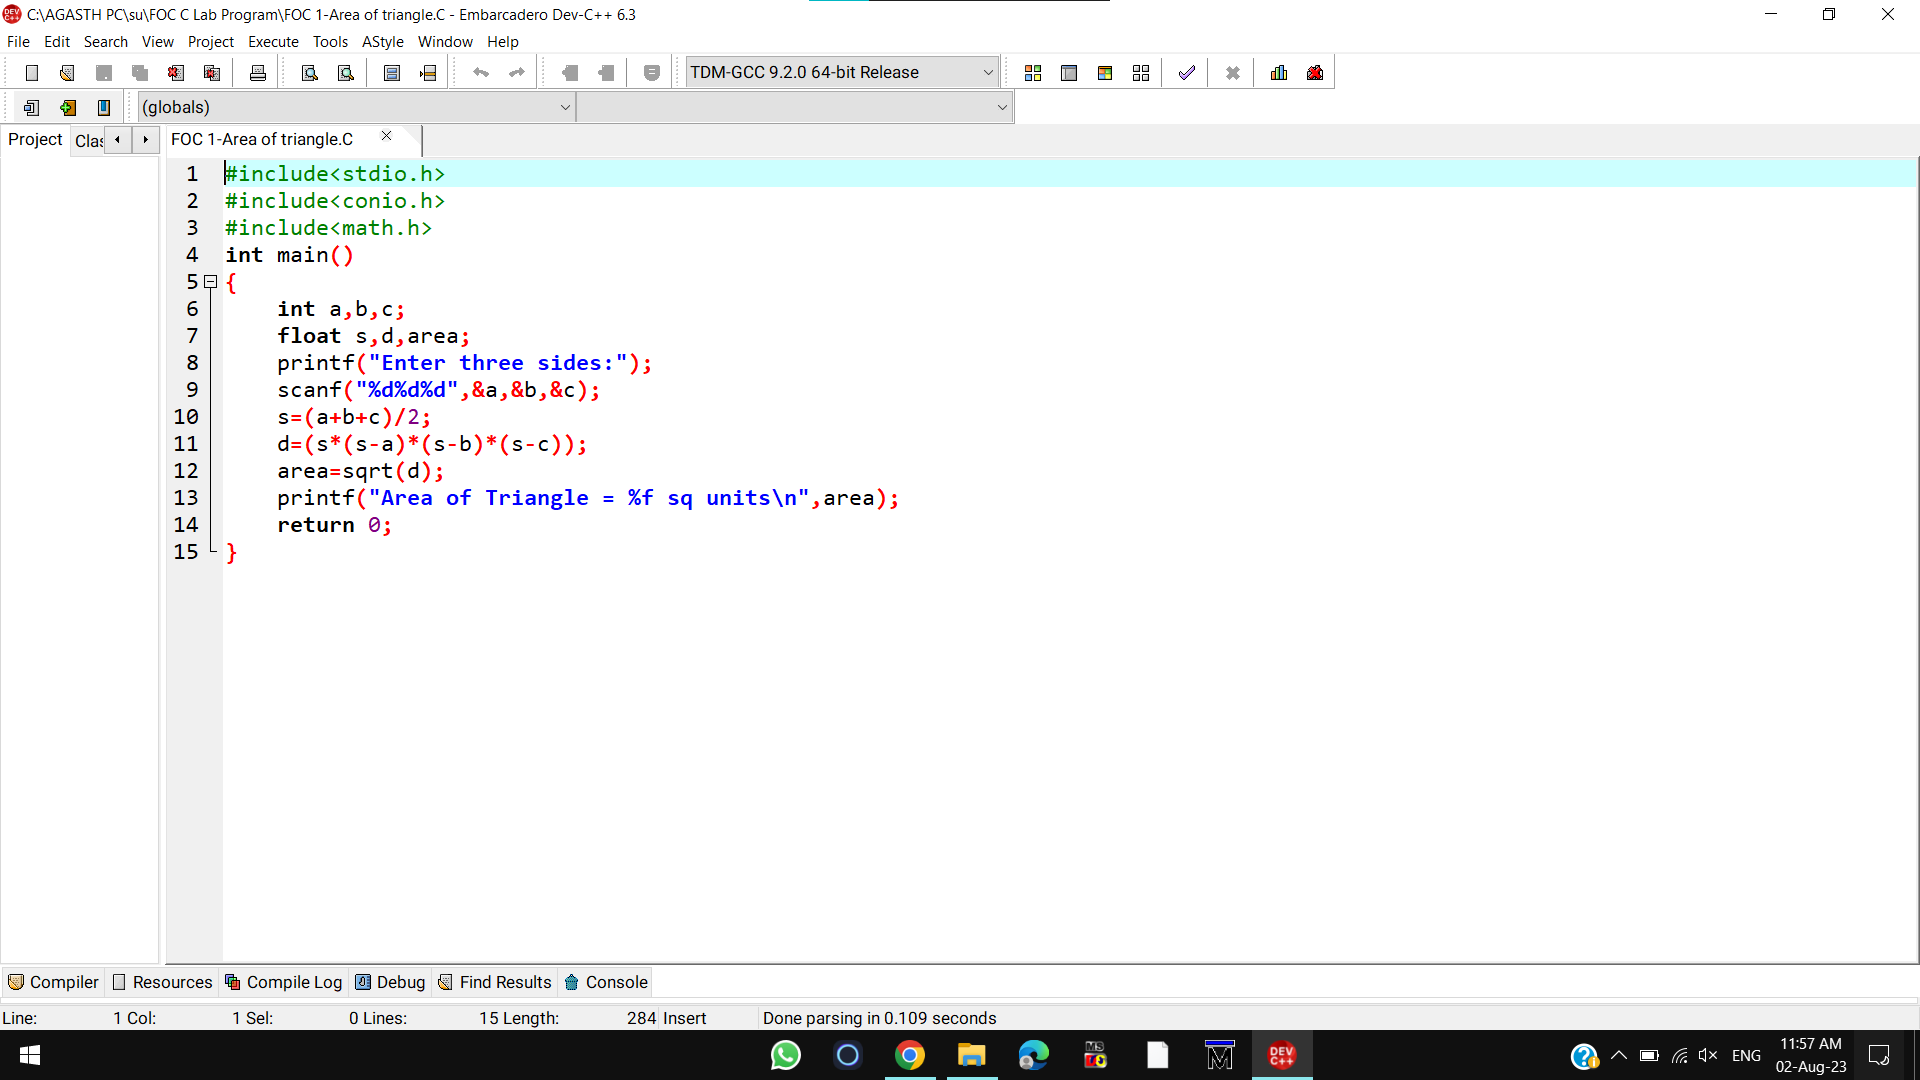 C:\AGASTH PC\su\FOC C Lab Program\FOC 1-Area of triangle.C - Embarcadero Dev-C++ 6.3
File Edit Search View Project Execute Tools AStyle Window Help
TDM-GCC 9.2.0 64-bit Release
(globals)
Project Clas FOC 1-Area of triangle.C
1 #include<stdio.h>
2 #include<conio.h>
3 #include<math.h>
4 int main()
5 {
6 int a,b,c;
7 float s,d,area;
8 printf("Enter three sides:");
9 scanf("%d%d%d",&a,&b,&c);
10 s=(a+b+c)/2;
11 d=(s*(s-a)*(s-b)*(s-c));
12 area=sqrt(d);
13 printf("Area of Triangle = %f sq units\n",area);
14 return 0;
15 }
Compiler Resources Compile Log Debug Find Results Console
Line: 1 Col: 1 Sel: 0 Lines: 15 Length: 284 Insert Done parsing in 0.109 seconds
MS
DEV C++
ENG
11:57 AM
02-Aug-23